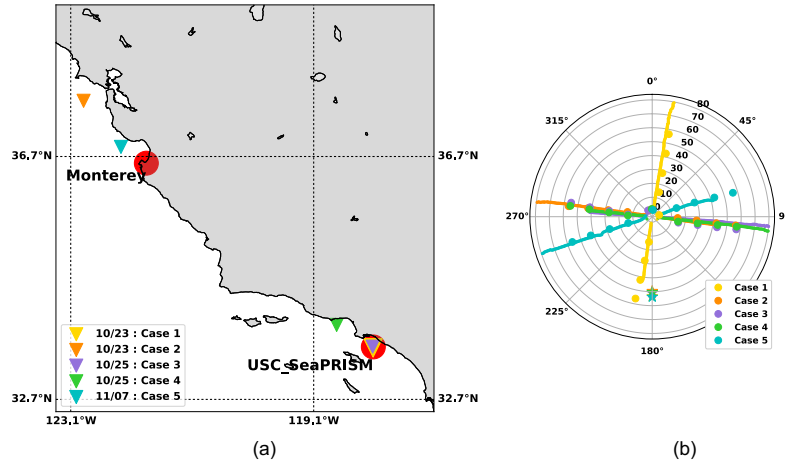 36.7°N
36.7°N
Monterey
10/23 : Case 1
10/23 : Case 2
10/25 : Case 3
10/25 : Case 4
11/07 : Case 5
USC_SeaPRISM
32.7°N
32.7°N
123.1°W
119.1°W
(a)
0°
315°
45°
80
70
60
50
40
30
20
10
0
270°
9
225°
180°
Case 1
Case 2
Case 3
Case 4
Case 5
(b)